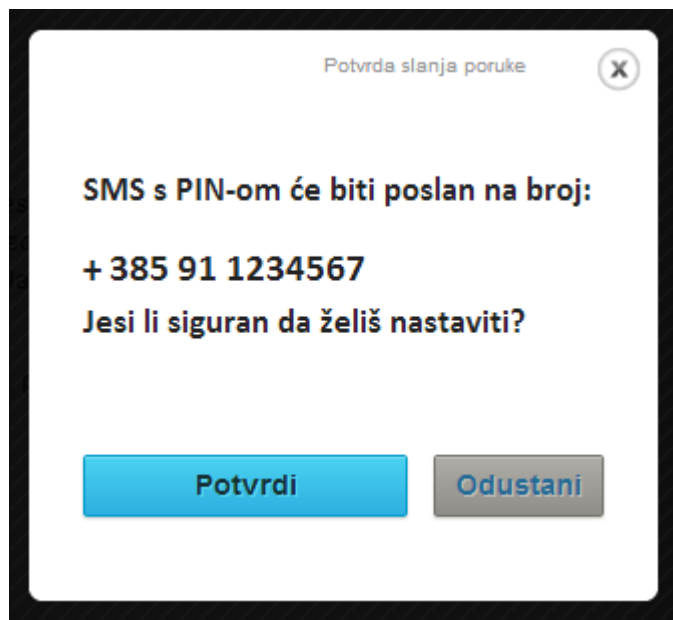 Potvrda slanja poruke
X
SMS s PIN-om će biti poslan na broj:
+ 385 91 1234567
Jesi li siguran da želiš nastaviti?
Potvrdi
Odustani